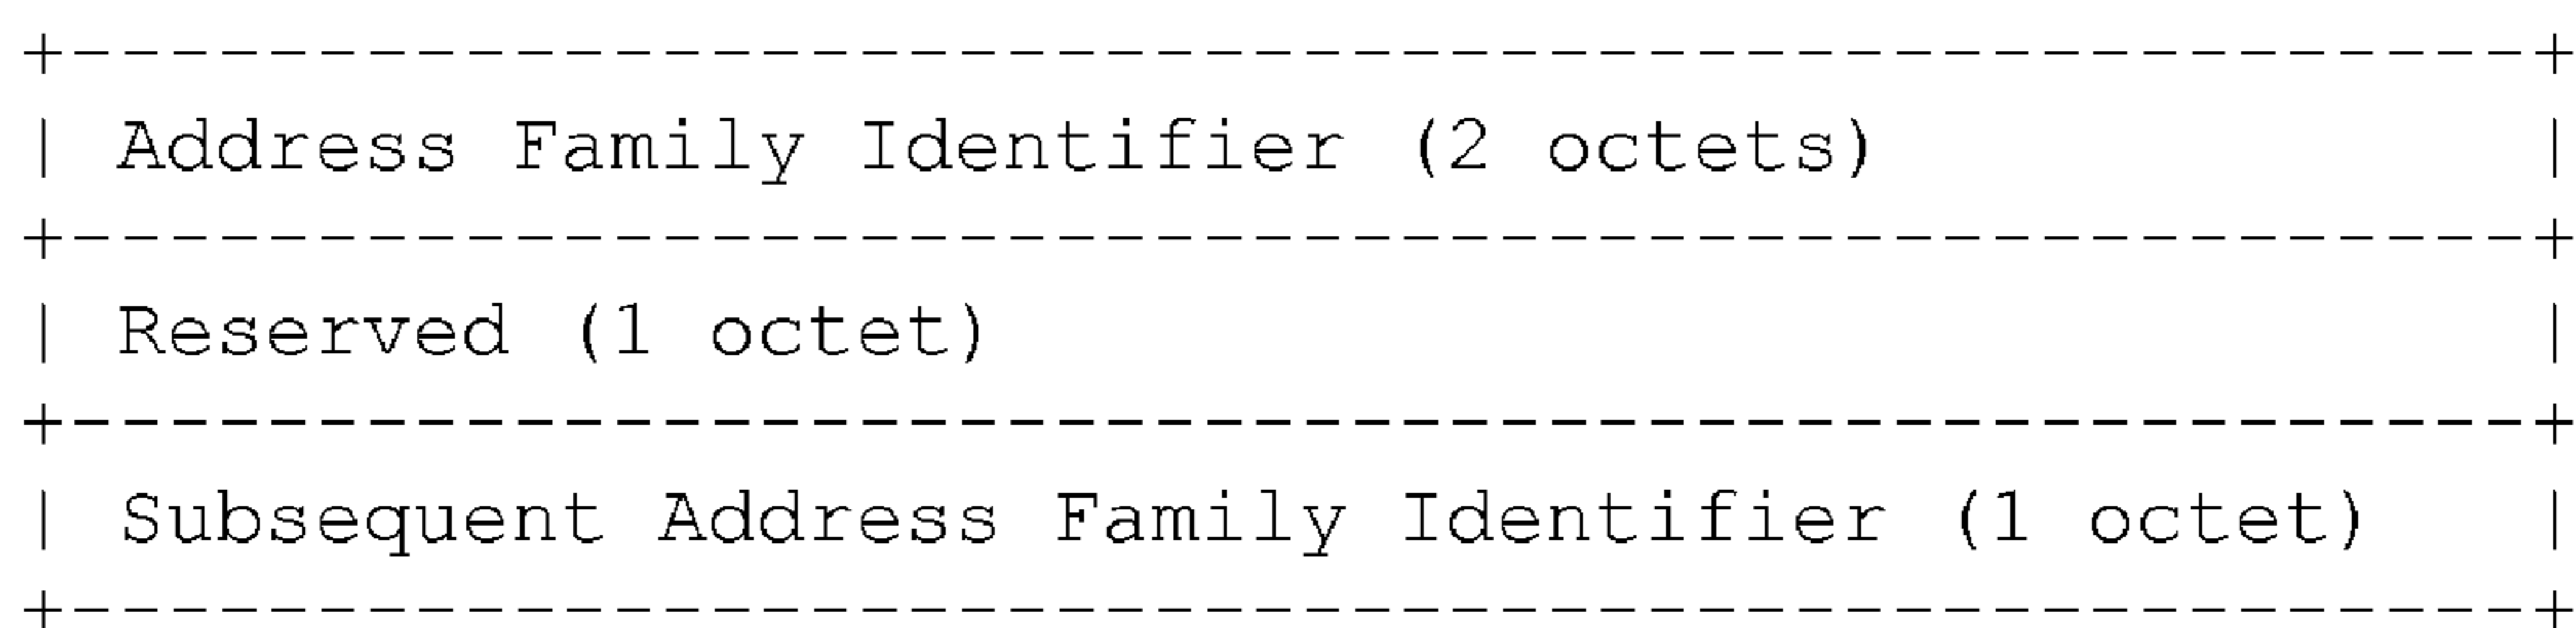 +---------------------------------------------------+
| Address Family Identifier (2 octets)              |
+---------------------------------------------------+
| Reserved (1 octet)                                |
+---------------------------------------------------+
| Subsequent Address Family Identifier (1 octet)    |
+---------------------------------------------------+